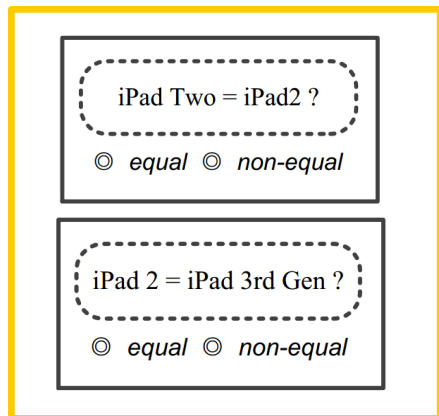 iPad Two = iPad2 ?
◎ equal ◎ non-equal
iPad 2 = iPad 3rd Gen ?
◎ equal ◎ non-equal